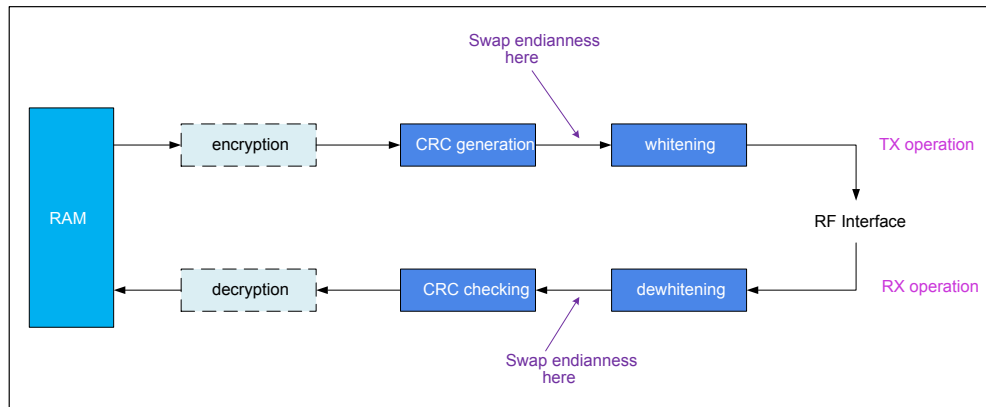 Swap endianness
here
encryption
CRC generation
whitening
TX operation
RAM
RF Interface
decryption
CRC checking
dewhitening
RX operation
Swap endianness
here